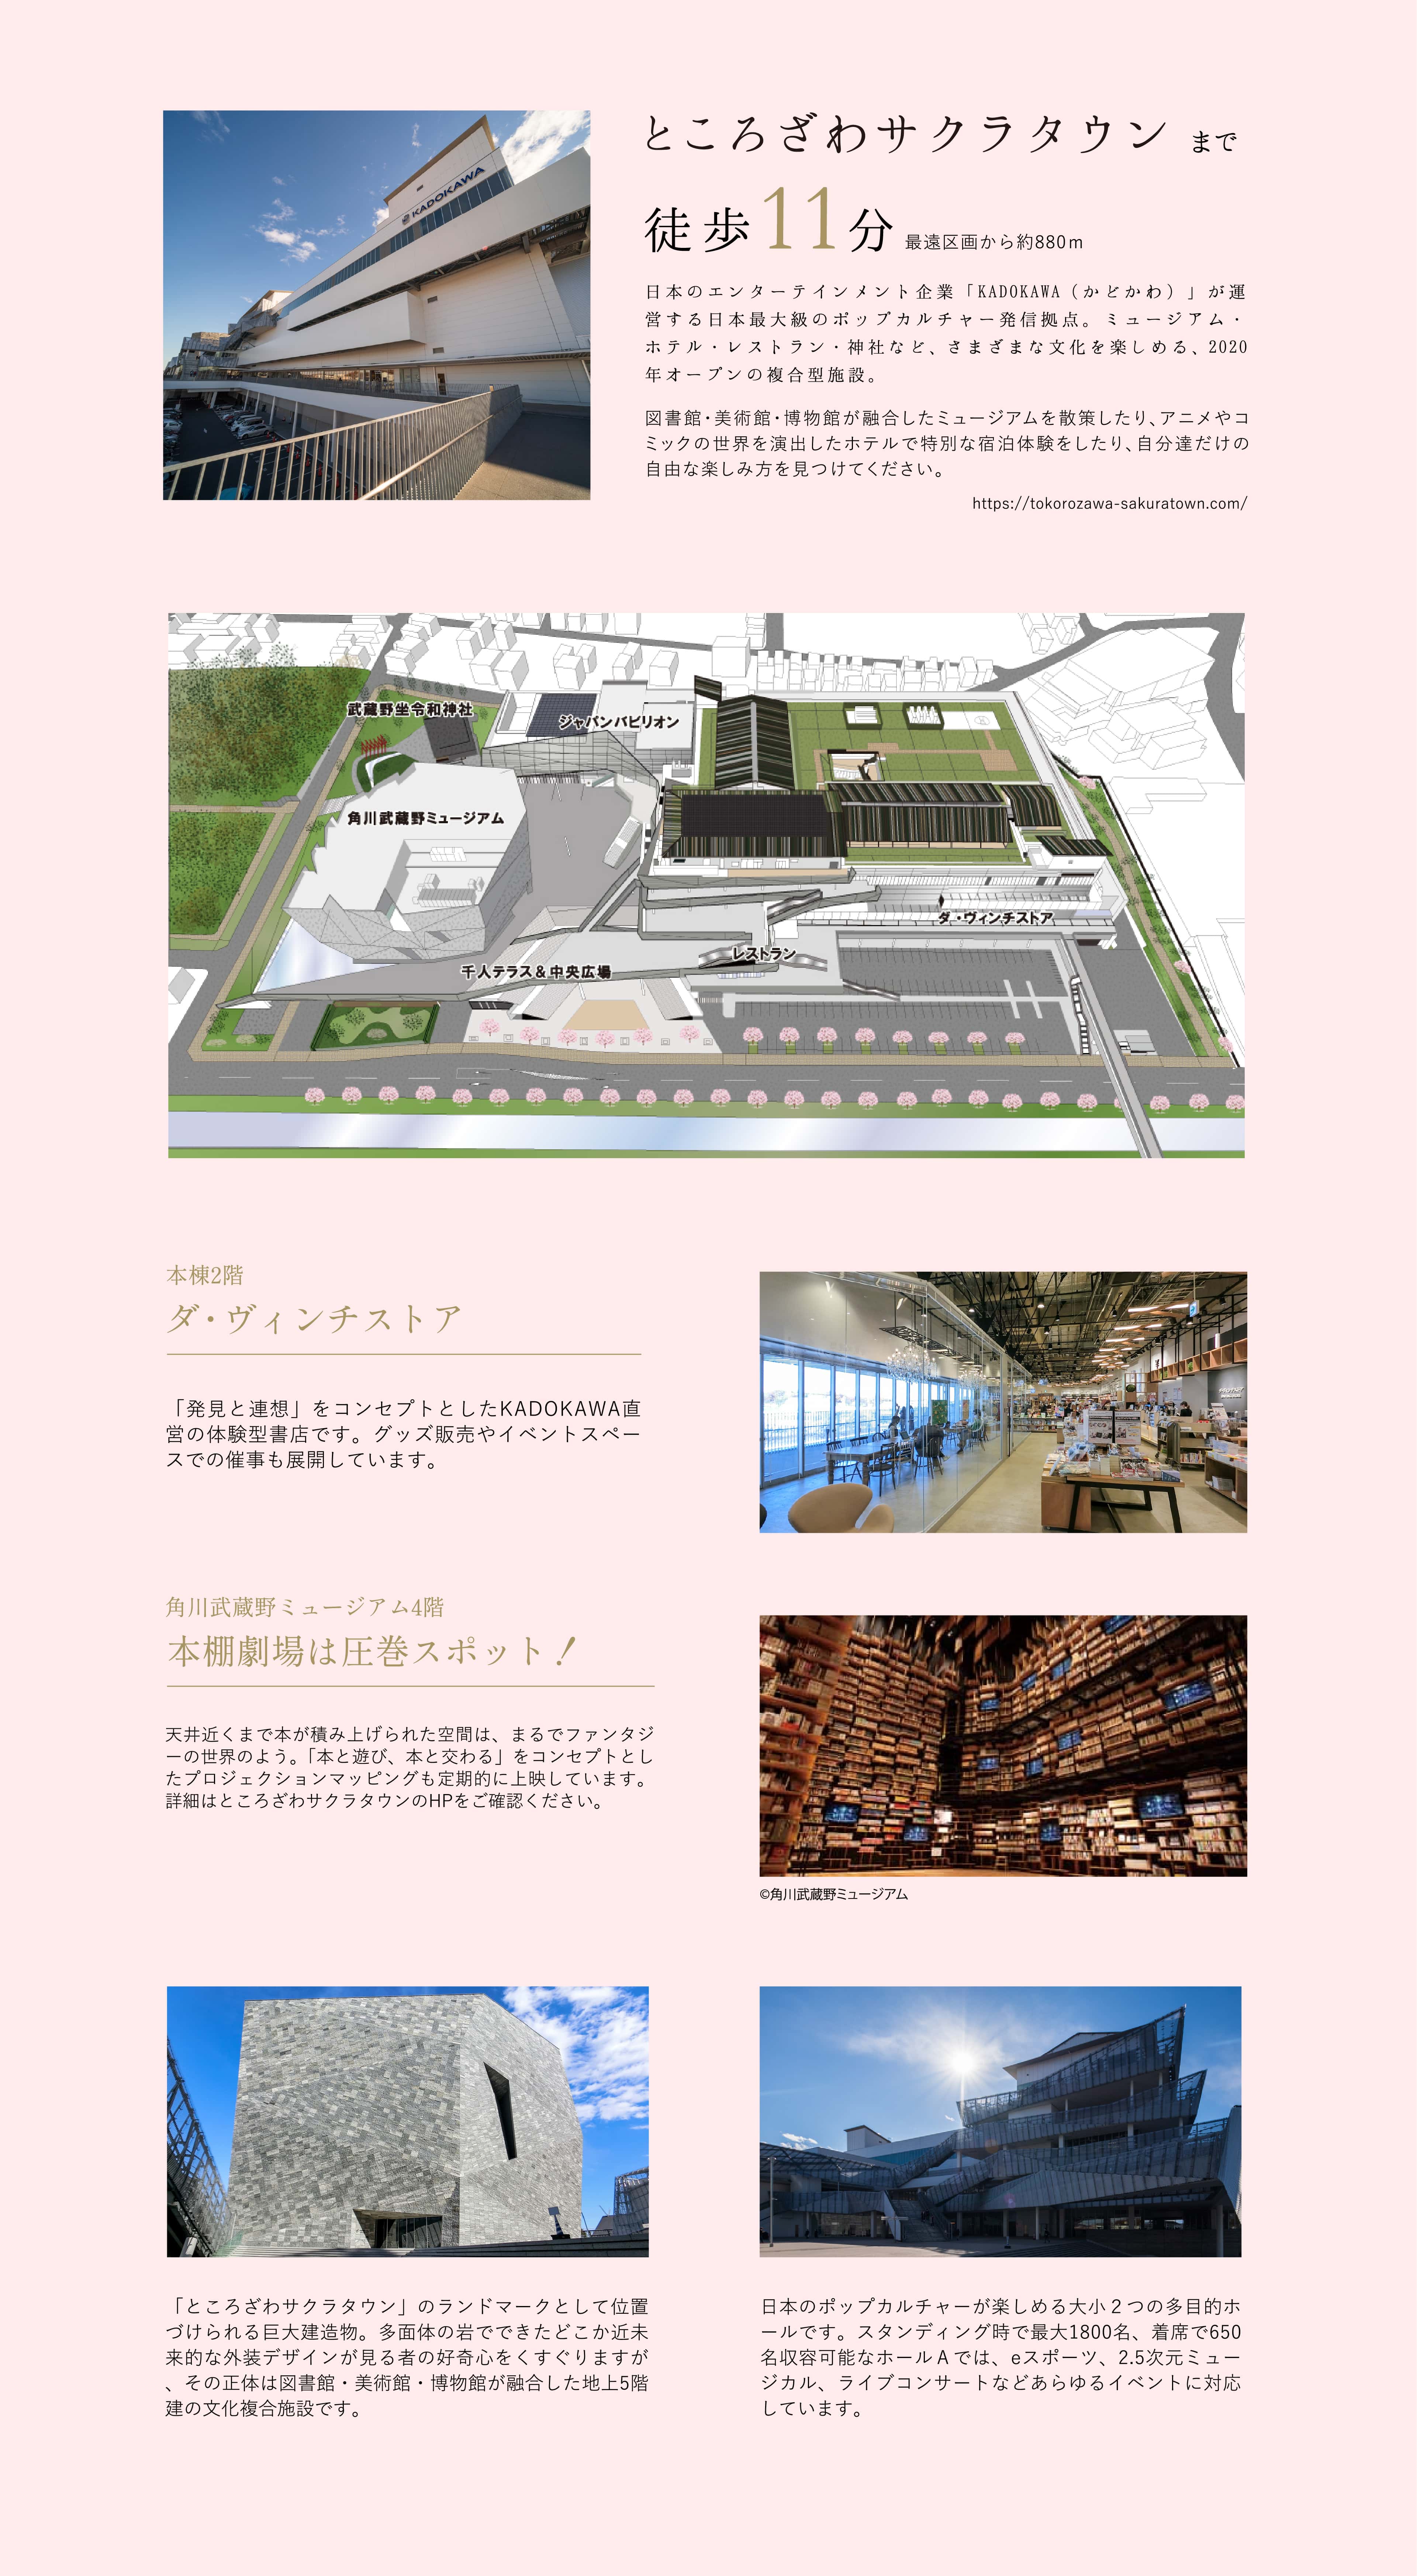 KADOKAWA
ところざわサクラタウン まで
徒歩11分 最遠区画から約880m
日本のエンターテインメント企業「KADOKAWA（かどかわ）」が運
営する日本最大級のポップカルチャー発信拠点。ミュージアム・
ホテル・レストラン・神社など、さまざまな文化を楽しめる、2020
年オープンの複合型施設。
図書館・美術館・博物館が融合したミュージアムを散策したり、アニメやコ
ミックの世界を演出したホテルで特別な宿泊体験をしたり、自分達だけの
自由な楽しみ方を見つけてください。
https://tokorozawa-sakuratown.com/
武蔵野坐令和神社
ジャパンパビリオン
角川武蔵野ミュージアム
ダ・ヴィンチストア
レストラン
千人テラス＆中央広場
本棟2階
ダ・ヴィンチストア
「発見と連想」をコンセプトとしたKADOKAWA直
営の体験型書店です。グッズ販売やイベントスペー
スでの催事も展開しています。
角川武蔵野ミュージアム4階
本棚劇場は圧巻スポット！
天井近くまで本が積み上げられた空間は、まるでファンタジ
ーの世界のよう。「本と遊び、本と交わる」をコンセプトとし
たプロジェクションマッピングも定期的に上映しています。
詳細はところざわサクラタウンのHPをご確認ください。
©角川武蔵野ミュージアム
「ところざわサクラタウン」のランドマークとして位置
づけられる巨大建造物。多面体の岩でできたどこか近未
来的な外装デザインが見る者の好奇心をくすぐりますが
、その正体は図書館・美術館・博物館が融合した地上5階
建の文化複合施設です。
日本のポップカルチャーが楽しめる大小２つの多目的ホ
ールです。スタンディング時で最大1800名、着席で650
名収容可能なホールＡでは、eスポーツ、2.5次元ミュー
ジカル、ライブコンサートなどあらゆるイベントに対応
しています。